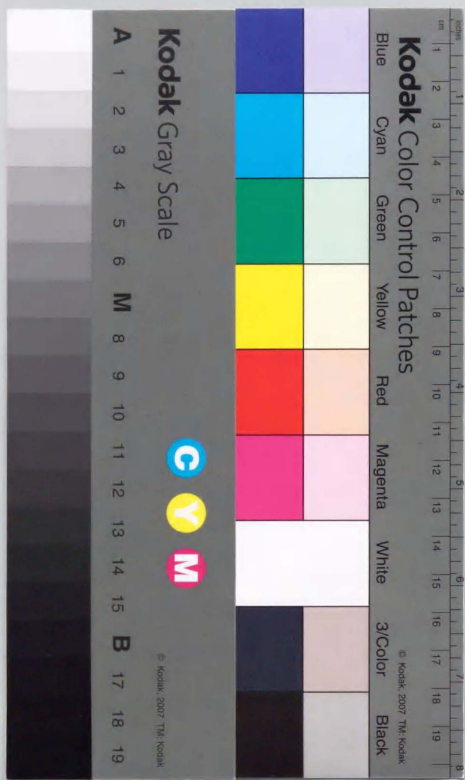 Kodak Color Control Patches
inches
1 2 3 4 5 6 7 8
cm
1 2 3 4 5 6 7 8 9 10 11 12 13 14 15 16 17 18 19
Blue Cyan Green Yellow Red Magenta White 3/Color Black
© Kodak, 2007 TM: Kodak
Kodak Gray Scale
C Y M
© Kodak, 2007 TM: Kodak
A 1 2 3 4 5 6 M 8 9 10 11 12 13 14 15 B 17 18 19